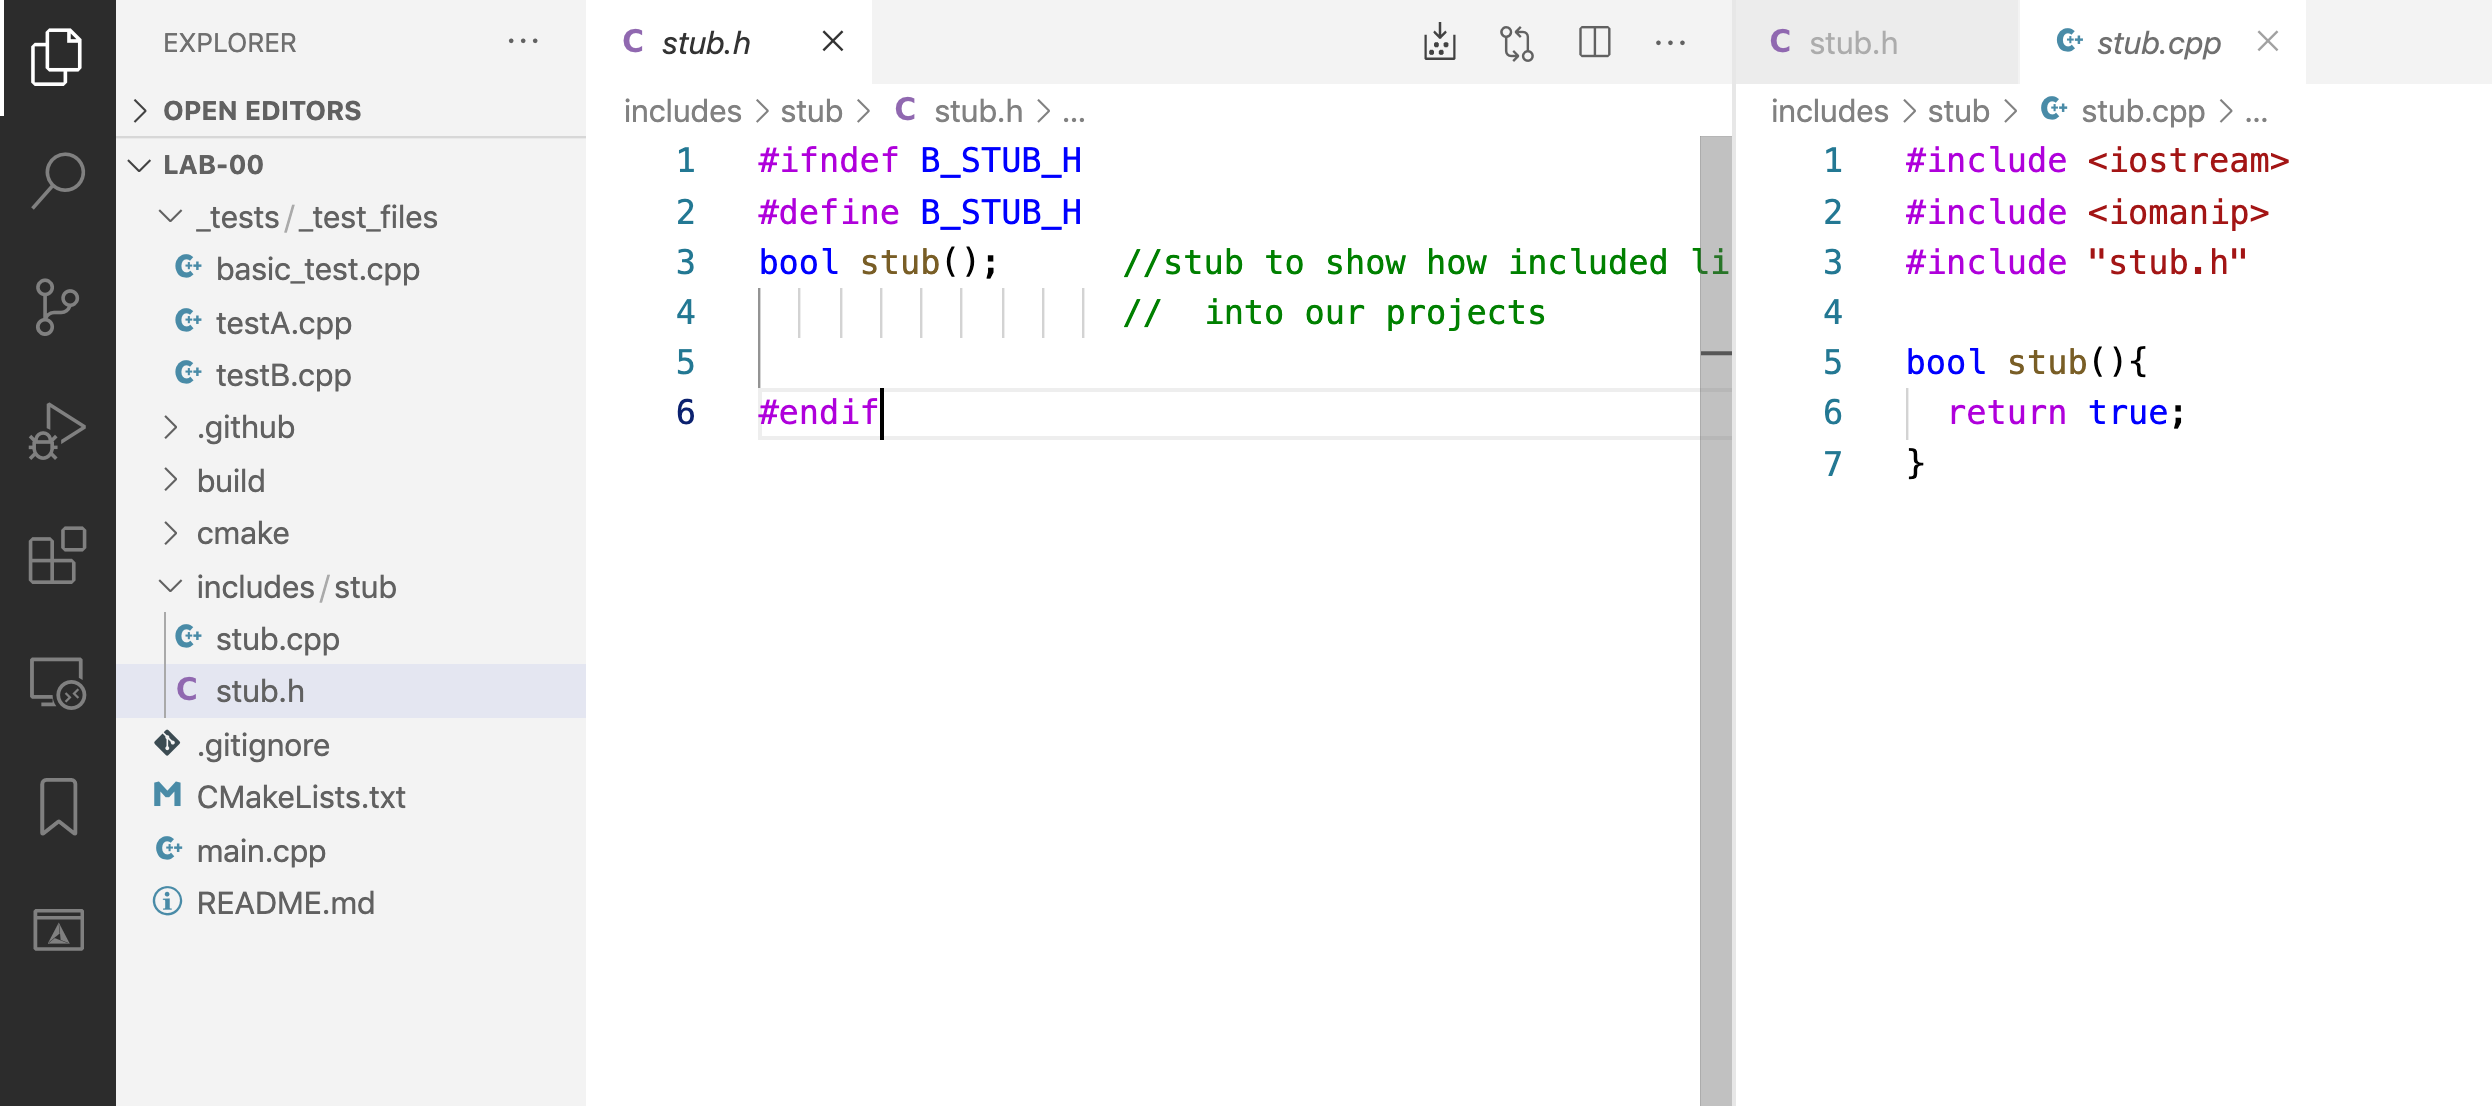 EXPLORER ...
OPEN EDITORS
LAB-00
_tests/_test_files
basic_test.cpp
testA.cpp
testB.cpp
.github
build
cmake
includes/stub
stub.cpp
stub.h
.gitignore
CMakeLists.txt
main.cpp
README.md
stub.h
includes > stub > C stub.h > ...
1 #ifndef B_STUB_H
2 #define B_STUB_H
3 bool stub(); //stub to show how included li
4 // into our projects
5
6 #endif
stub.h stub.cpp
includes > stub > stub.cpp > ...
1 #include <iostream>
2 #include <iomanip>
3 #include "stub.h"
4
5 bool stub(){
6 return true;
7 }